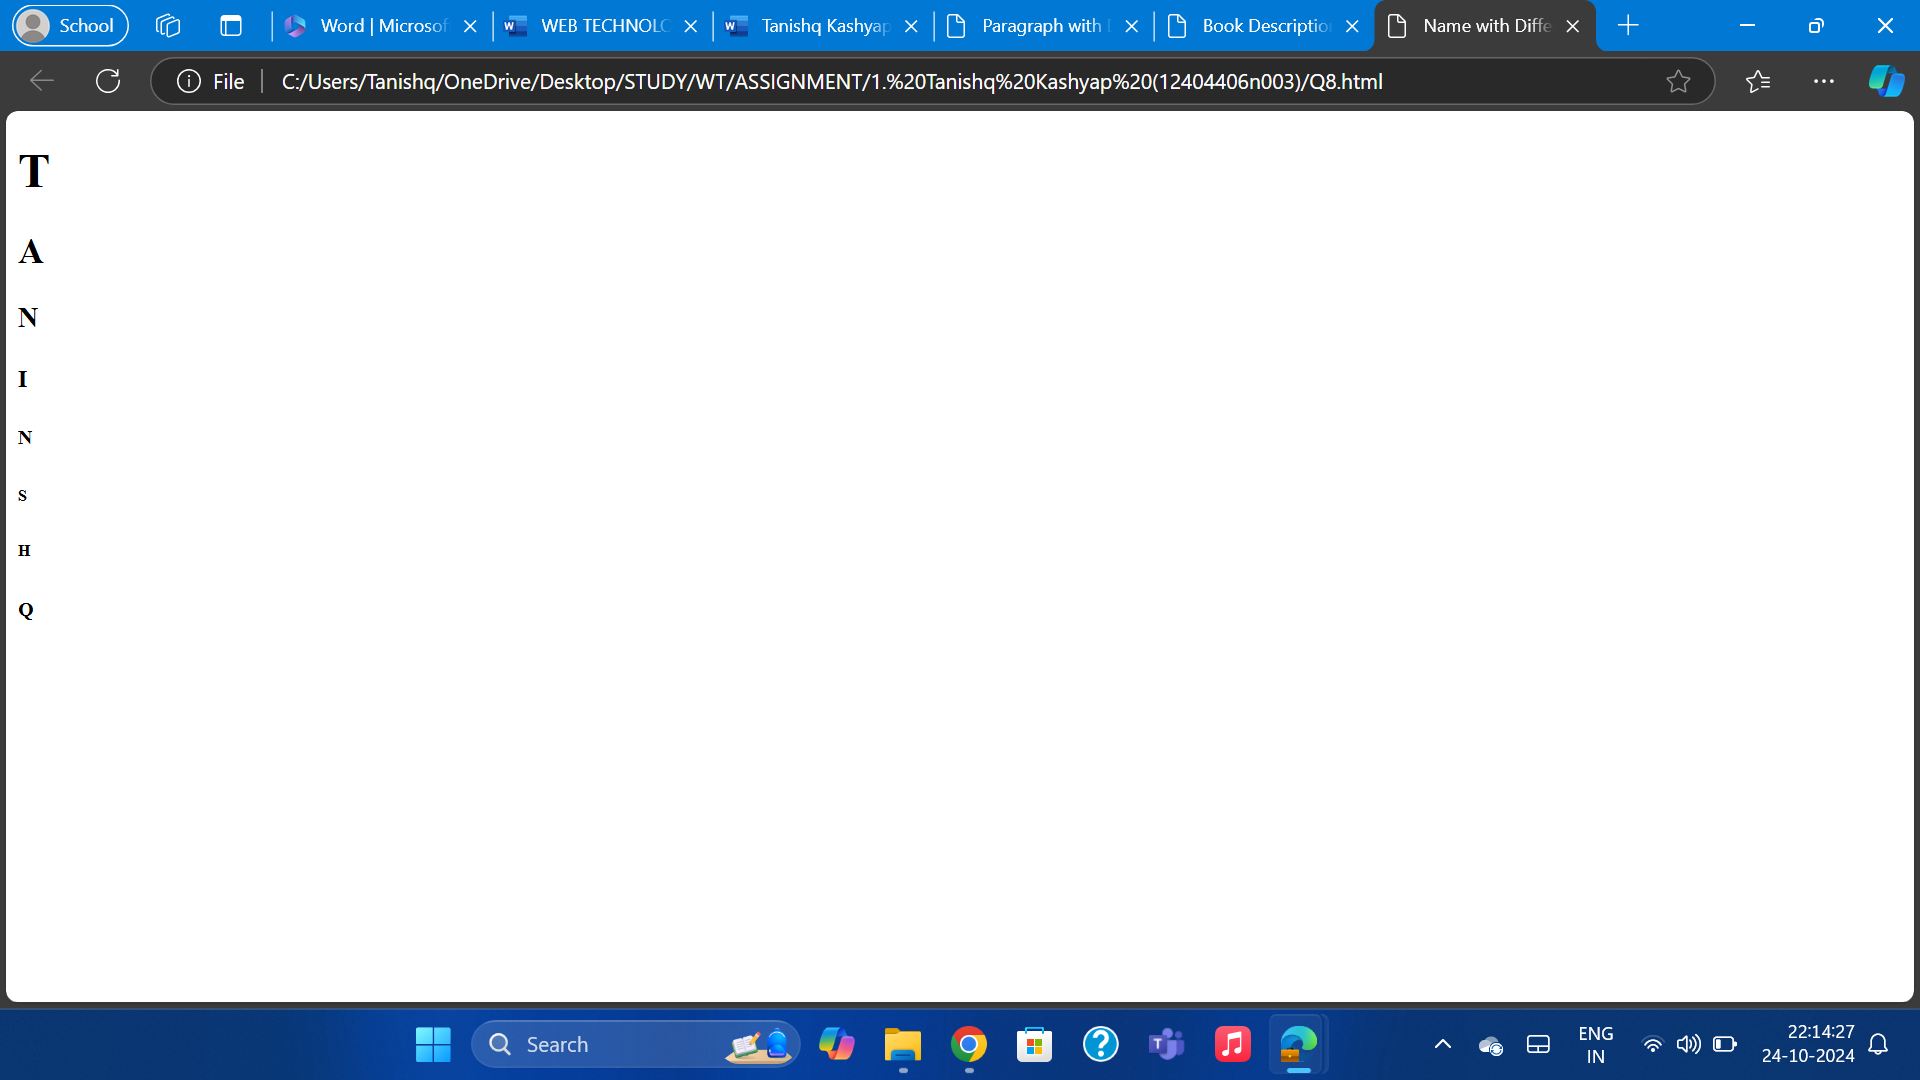 School
Word | Microsof
WEB TECHNOLO
Tanishq Kashyap
Paragraph with
Book Descriptio
Name with Diffe
File C:/Users/Tanishq/OneDrive/Desktop/STUDY/WT/ASSIGNMENT/1.%20Tanishq%20Kashyap%20(12404406n003)/Q8.html
T
A
N
I
N
S
H
Q
Search
ENG
IN
22:14:27
24-10-2024